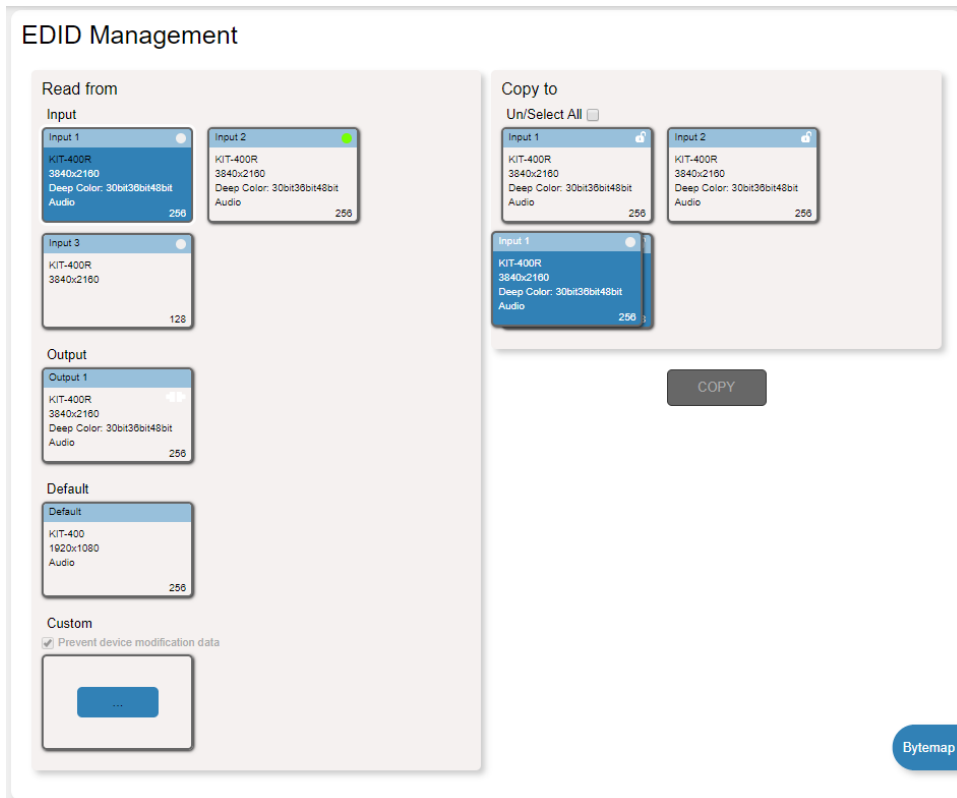 EDID Management
Read from
Input
Input 1
KIT-400R
3840x2160
Deep Color: 30bit36bit48bit
Audio
256
Input 2
KIT-400R
3840x2160
Deep Color: 30bit36bit48bit
Audio
256
Input 3
KIT-400R
3840x2160
128
Output
Output 1
KIT-400R
3840x2160
Deep Color: 30bit36bit48bit
Audio
256
Default
Default
KIT-400
1920x1080
Audio
256
Custom
Prevent device modification data
...
Copy to
Un/Select All
Input 1
KIT-400R
3840x2160
Deep Color: 30bit36bit48bit
Audio
256
Input 2
KIT-400R
3840x2160
Deep Color: 30bit36bit48bit
Audio
256
Input 1
KIT-400R
3840x2160
Deep Color: 30bit36bit48bit
Audio
256
COPY
Bytemap